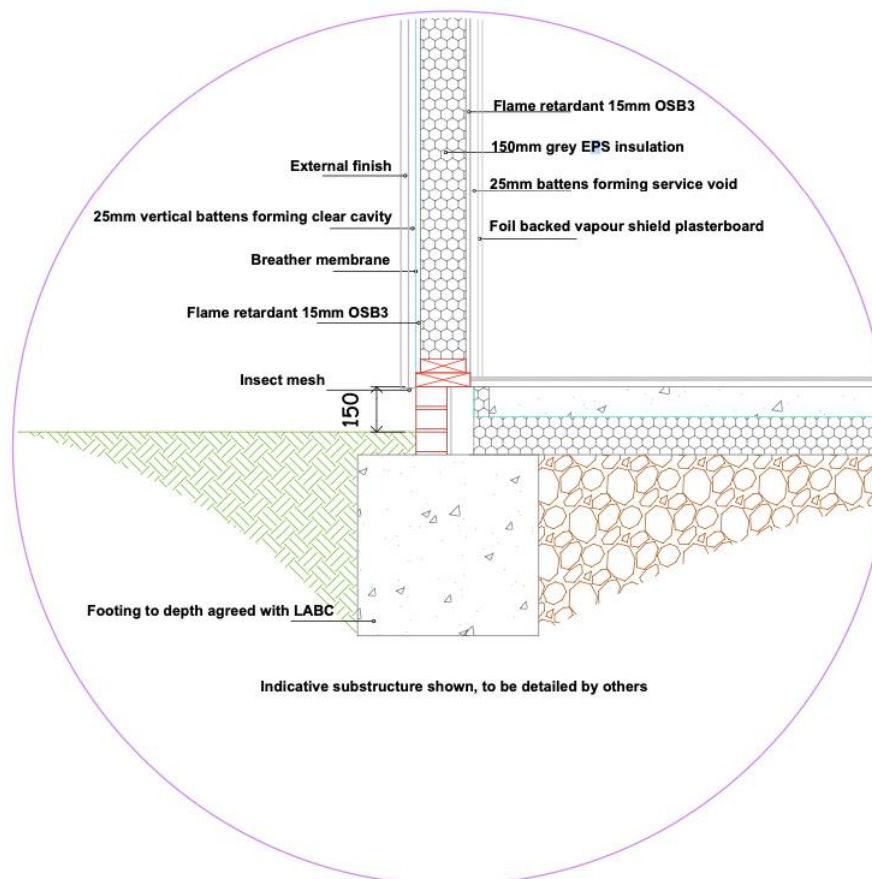 Flame retardant 15mm OSB3
150mm grey EPS insulation
External finish
25mm battens forming service void
25mm vertical battens forming clear cavity
Foil backed vapour shield plasterboard
Breather membrane
Flame retardant 15mm OSB3
Insect mesh
150
Footing to depth agreed with LABC
Indicative substructure shown, to be detailed by others